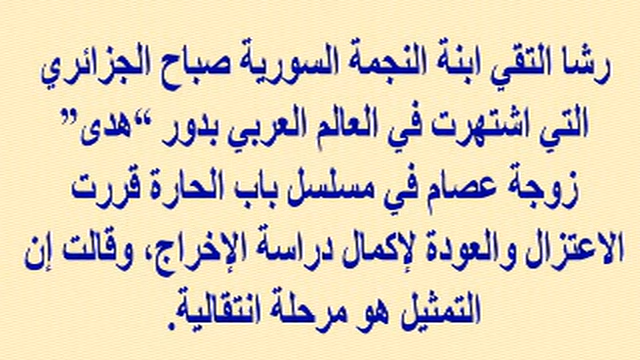 رشا التقي ابنة النجمة السورية صباح الجزائري
التي اشتهرت في العالم العربي بدور “هدى”
زوجة عصام في مسلسل باب الحارة قررت
الاعتزال والعودة لإكمال دراسة الإخراج، وقالت إن
التمثيل هو مرحلة انتقالية.